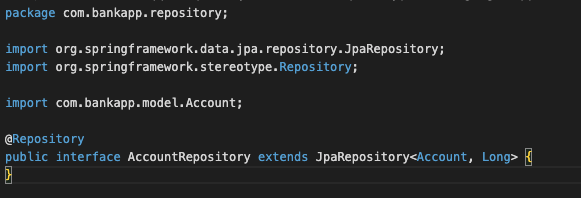 package com.bankapp.repository;
import org.springframework.data.jpa.repository.JpaRepository;
import org.springframework.stereotype.Repository;
import com.bankapp.model.Account;
@Repository
public interface AccountRepository extends JpaRepository<Account, Long> {
}